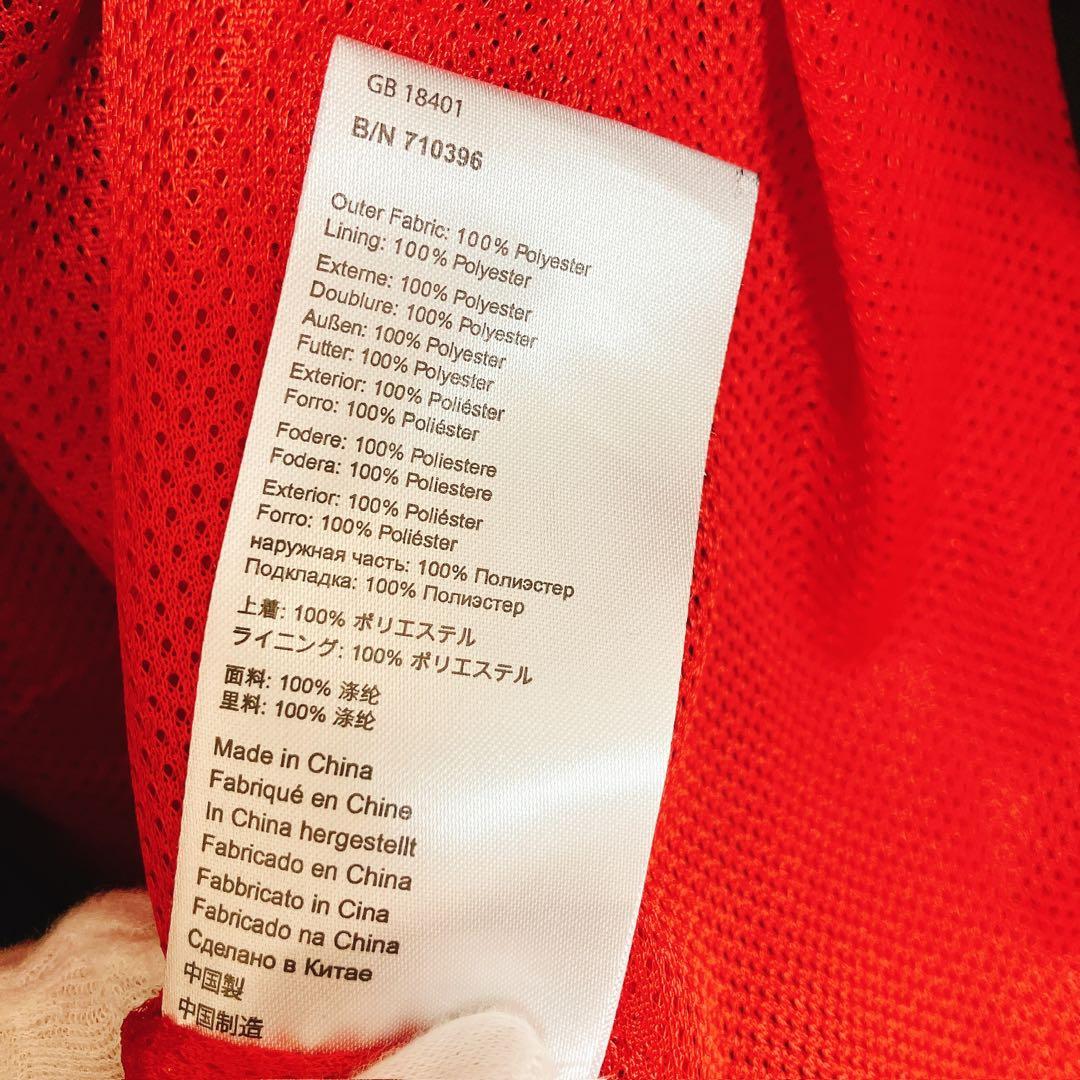 GB 18401
B/N 710396
Outer Fabric: 100% Polyester
Lining: 100% Polyester
Externe: 100% Polyester
Doublure: 100% Polyester
Außen: 100% Polyester
Futter: 100% Polyester
Exterior: 100% Poliéster
Forro: 100% Poliéster
Fodere: 100% Poliestere
Fodera: 100% Poliestere
Exterior: 100% Poliéster
Forro: 100% Poliéster
наружная часть: 100% Полиэстер
Подкладка: 100% Полиэстер
上着: 100% ポリエステル
ライニング: 100% ポリエステル
面料: 100% 涤纶
里料: 100% 涤纶
Made in China
Fabriqué en Chine
In China hergestellt
Fabricado en China
Fabbricato in Cina
Fabricado na China
Сделано в Китае
中国製
中国制造